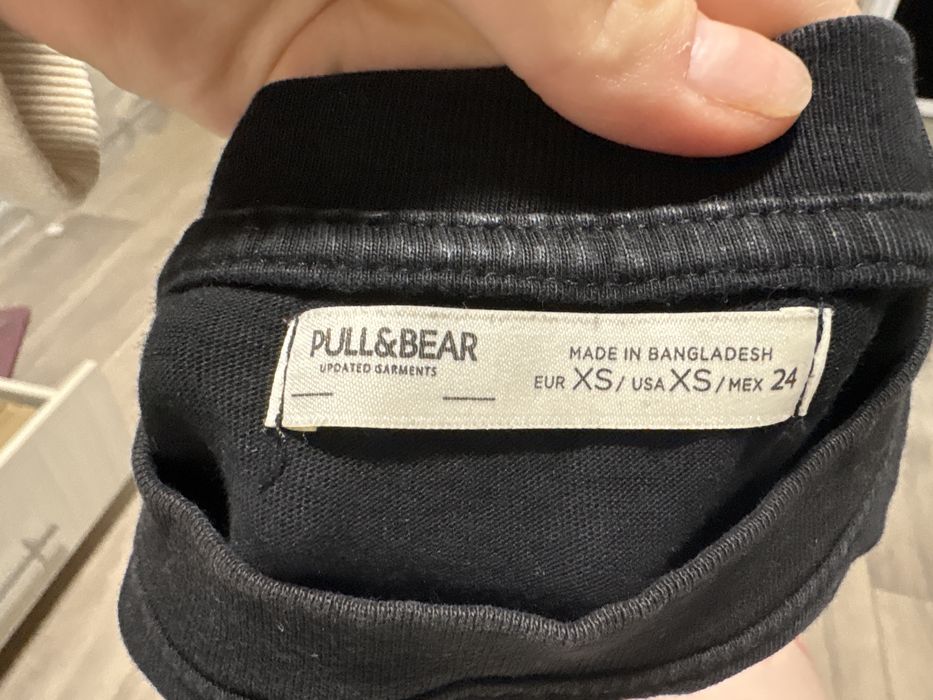 PULL&BEAR
UPDATED GARMENTS
MADE IN BANGLADESH
EUR XS / USA XS / MEX 24